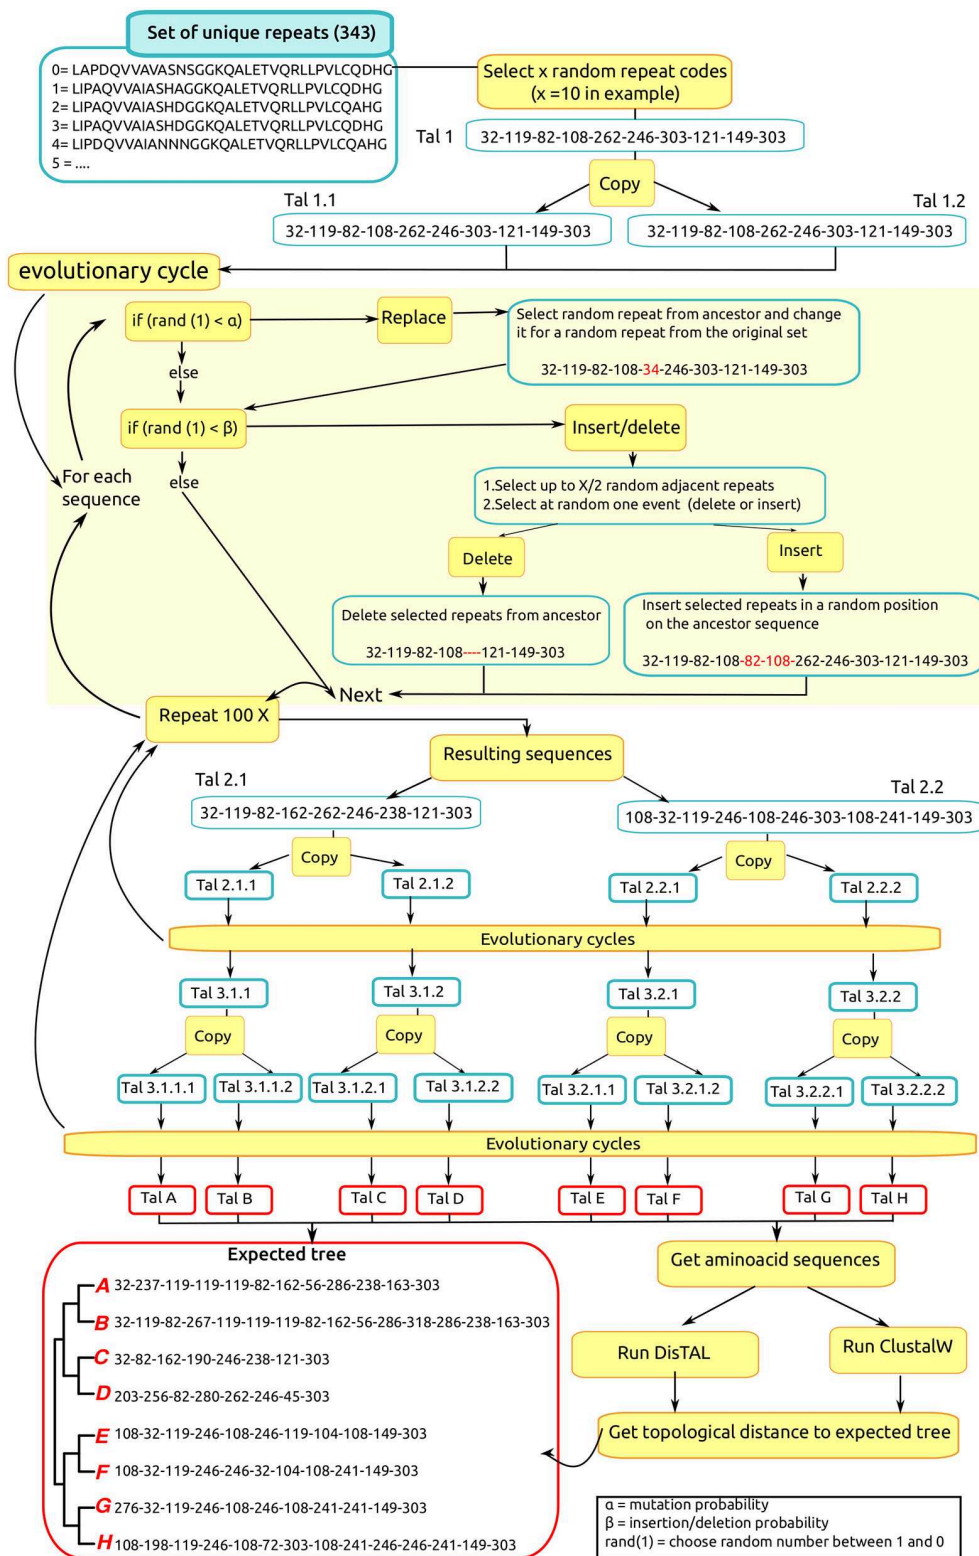 Set of unique repeats (343)
0= LAPDQVVAVASNSGGKQALETVQRLLPVLCQDHG
1= LIPAQVVAIASHAGGKQALETVQRLLPVLCQDHG
2= LIPAQVVAIASHDGGKQALETVQRLLPVLCQAHG
3= LIPAQVVAIASHDGGKQALETVQRLLPVLCQDHG
4= LIPDQVVAIANNNGGKQALETVQRLLPVLCQAHG
5 = ....
Select x random repeat codes
(x =10 in example)
Tal 1
32-119-82-108-262-246-303-121-149-303
Copy
Tal 1.1
Tal 1.2
32-119-82-108-262-246-303-121-149-303
32-119-82-108-262-246-303-121-149-303
evolutionary cycle
if (rand (1) < α)
Replace
Select random repeat from ancestor and change
it for a random repeat from the original set
32-119-82-108-34-246-303-121-149-303
else
if (rand (1) < β)
Insert/delete
For each
sequence
else
1.Select up to X/2 random adjacent repeats
2.Select at random one event (delete or insert)
Delete
Insert
Delete selected repeats from ancestor
32-119-82-108----121-149-303
Insert selected repeats in a random position
on the ancestor sequence
32-119-82-108-82-108-262-246-303-121-149-303
Next
Repeat 100 X
Resulting sequences
Tal 2.1
Tal 2.2
32-119-82-162-262-246-238-121-303
108-32-119-246-108-246-303-108-241-149-303
Copy
Copy
Tal 2.1.1
Tal 2.1.2
Tal 2.2.1
Tal 2.2.2
Evolutionary cycles
Tal 3.1.1
Tal 3.1.2
Tal 3.2.1
Tal 3.2.2
Copy
Copy
Copy
Copy
Tal 3.1.1.1
Tal 3.1.1.2
Tal 3.1.2.1
Tal 3.1.2.2
Tal 3.2.1.1
Tal 3.2.1.2
Tal 3.2.2.1
Tal 3.2.2.2
Evolutionary cycles
Tal A
Tal B
Tal C
Tal D
Tal E
Tal F
Tal G
Tal H
Expected tree
A 32-237-119-119-119-82-162-56-286-238-163-303
B 32-119-82-267-119-119-119-82-162-56-286-318-286-238-163-303
C 32-82-162-190-246-238-121-303
D 203-256-82-280-262-246-45-303
E 108-32-119-246-108-246-119-104-108-149-303
F 108-32-119-246-246-32-104-108-241-149-303
G 276-32-119-246-108-246-108-241-241-149-303
H 108-198-119-246-108-72-303-108-241-246-246-241-149-303
Get aminoacid sequences
Run DisTAL
Run ClustalW
Get topological distance to expected tree
α = mutation probability
β = insertion/deletion probability
rand(1) = choose random number between 1 and 0